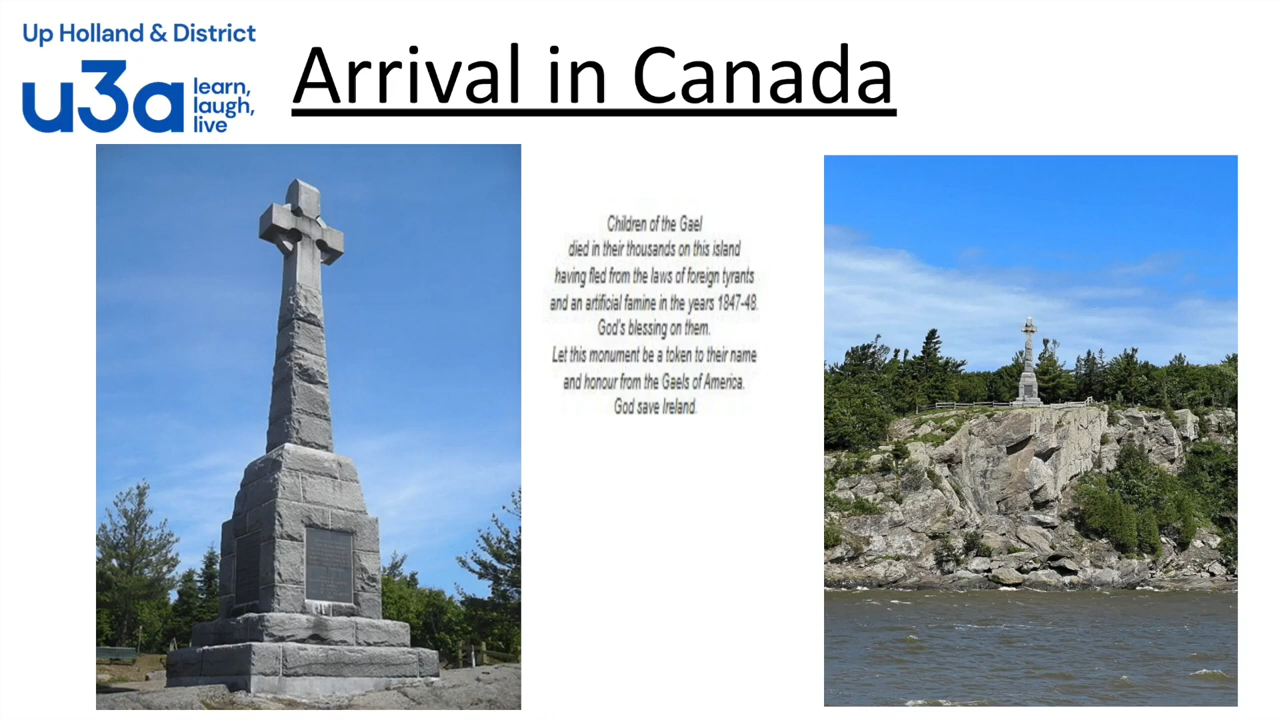 Up Holland & District
u3a
learn,
laugh,
live
Arrival in Canada
Children of the Gael
died in their thousands on this island
having fled from the laws of foreign tyrants
and an artificial famine in the years 1847-48.
God's blessing on them.
Let this monument be a token to their name
and honour from the Gaels of America.
God save Ireland.